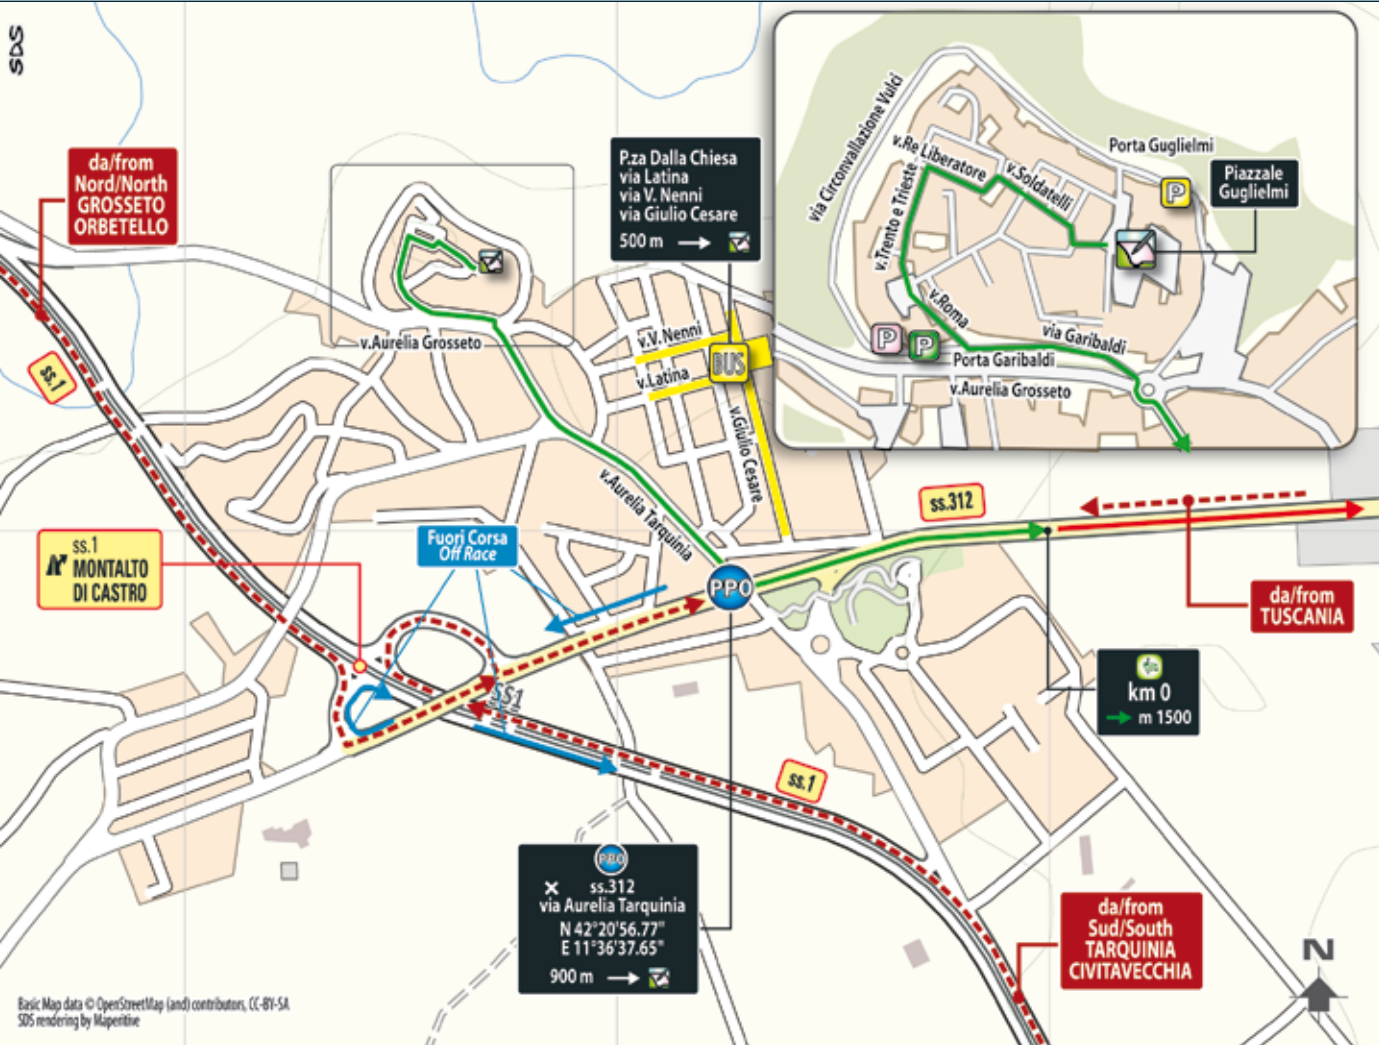 SDS
da/from
Nord/North
GROSSETO
ORBETELLO
ss.1
v.Aurelia Grosseto
P.za Dalla Chiesa
via Latina
via V. Nenni
via Giulio Cesare
500 m
v.V. Nenni
v.Latina
BUS
v.Giulio Cesare
v.Aurelia Tarquinia
via Circonvallazione Vulci
v.Re Liberatore
v.Soldatelli
v.Trento e Trieste
v.Roma
Porta Guglielmi
P
Piazzale
Guglielmi
P
P
via Garibaldi
Porta Garibaldi
v.Aurelia Grosseto
ss.312
ss.1
MONTALTO
DI CASTRO
Fuori Corsa
Off Race
PPO
da/from
TUSCANIA
km 0
m 1500
SS1
ss.1
PPO
ss.312
via Aurelia Tarquinia
N 42°20'56.77"
E 11°36'37.65"
900 m
da/from
Sud/South
TARQUINIA
CIVITAVECCHIA
N
Basic Map data © OpenStreetMap (and) contributors, CC-BY-SA
SDS rendering by Maperitive